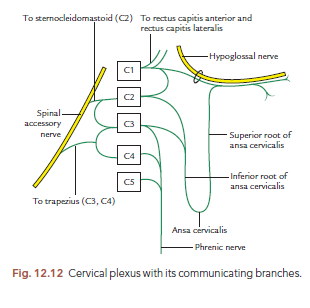 To sternocleidomastoid (C2)
To rectus capitis anterior and
rectus capitis lateralis
Hypoglossal nerve
C1
C2
C3
C4
C5
Spinal
accessory
nerve
Superior root of
ansa cervicalis
Inferior root of
ansa cervicalis
To trapezius (C3, C4)
Ansa cervicalis
Phrenic nerve
Fig. 12.12 Cervical plexus with its communicating branches.